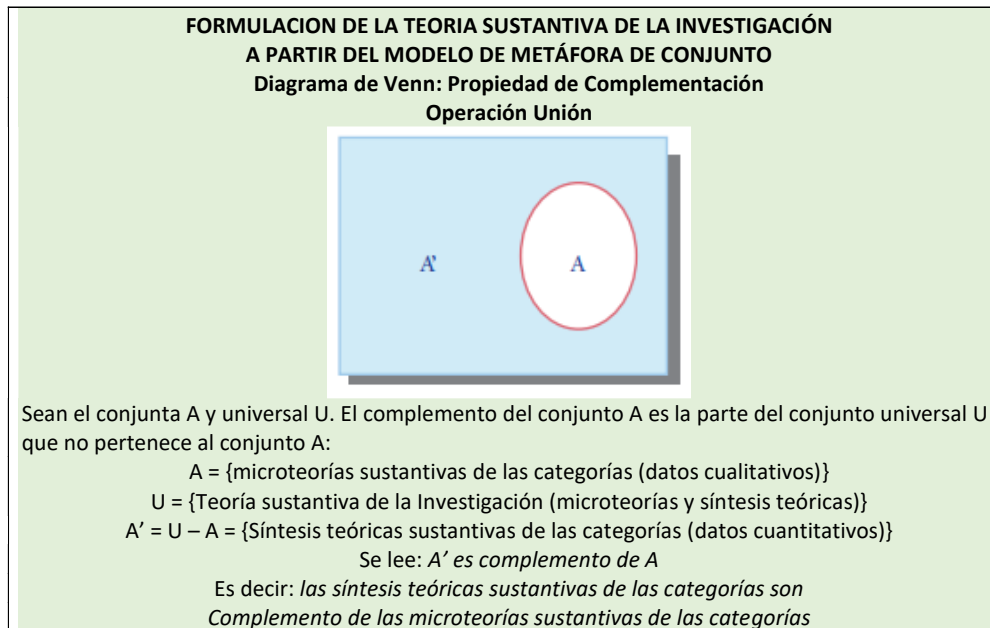 FORMULACION DE LA TEORIA SUSTANTIVA DE LA INVESTIGACIÓN
A PARTIR DEL MODELO DE METÁFORA DE CONJUNTO
Diagrama de Venn: Propiedad de Complementación
Operación Unión
A’ A
Sean el conjunta A y universal U. El complemento del conjunto A es la parte del conjunto universal U
que no pertenece al conjunto A:
A = {microteorías sustantivas de las categorías (datos cualitativos)}
U = {Teoría sustantiva de la Investigación (microteorías y síntesis teóricas)}
A’ = U – A = {Síntesis teóricas sustantivas de las categorías (datos cuantitativos)}
Se lee: A’ es complemento de A
Es decir: las síntesis teóricas sustantivas de las categorías son
Complemento de las microteorías sustantivas de las categorías